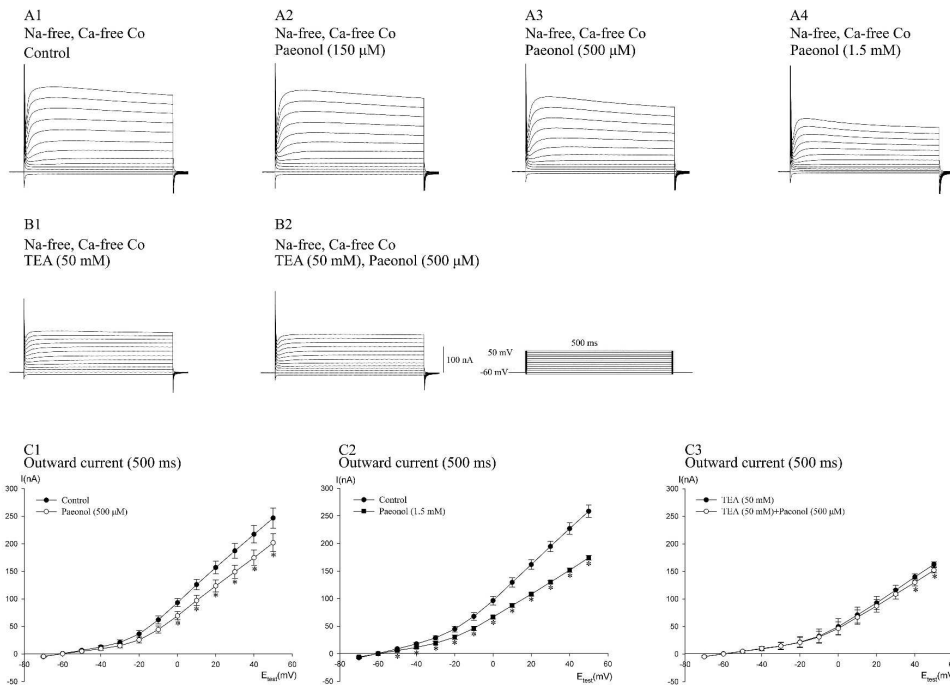 A1
Na-free, Ca-free Co
Control
A2
Na-free, Ca-free Co
Paeonol (150 μM)
A3
Na-free, Ca-free Co
Paeonol (500 μM)
A4
Na-free, Ca-free Co
Paeonol (1.5 mM)
B1
Na-free, Ca-free Co
TEA (50 mM)
B2
Na-free, Ca-free Co
TEA (50 mM), Paeonol (500 μM)
100 nA
500 ms
50 mV
-60 mV
C1
Outward current (500 ms)
I(nA)
300
250
200
150
100
50
0
-50
-80 -60 -40 -20 0 20 40 60 80
Control
Paeonol (500 μM)
* * * * * *
E test(mV)
C2
Outward current (500 ms)
I(nA)
300
250
200
150
100
50
0
-50
-80 -60 -40 -20 0 20 40 60
Control
Paeonol (1.5 mM)
* * * * * * * * * *
E test(mV)
C3
Outward current (500 ms)
I(nA)
300
250
200
150
100
50
0
-50
-80 -60 -40 -20 0 20 40 60
TEA (50 mM)
TEA (50 mM)+Paconol (500 μM)
* *
E test(mV)